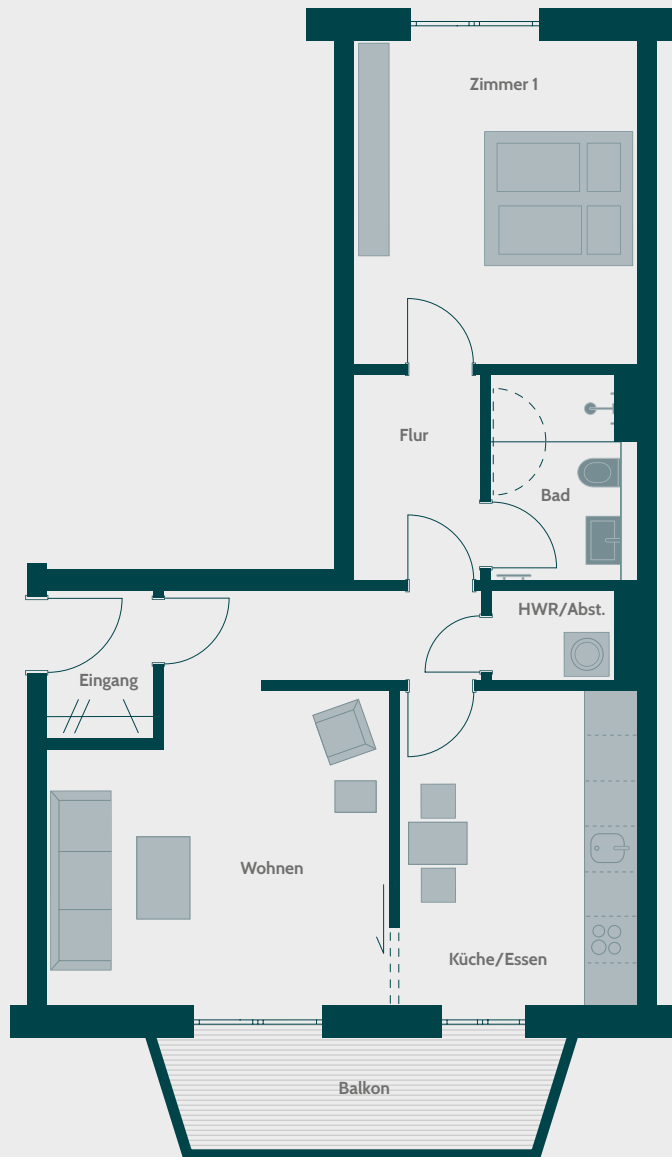 Zimmer 1
Flur
Bad
HWR/Abst.
Eingang
Wohnen
Küche/Essen
Balkon